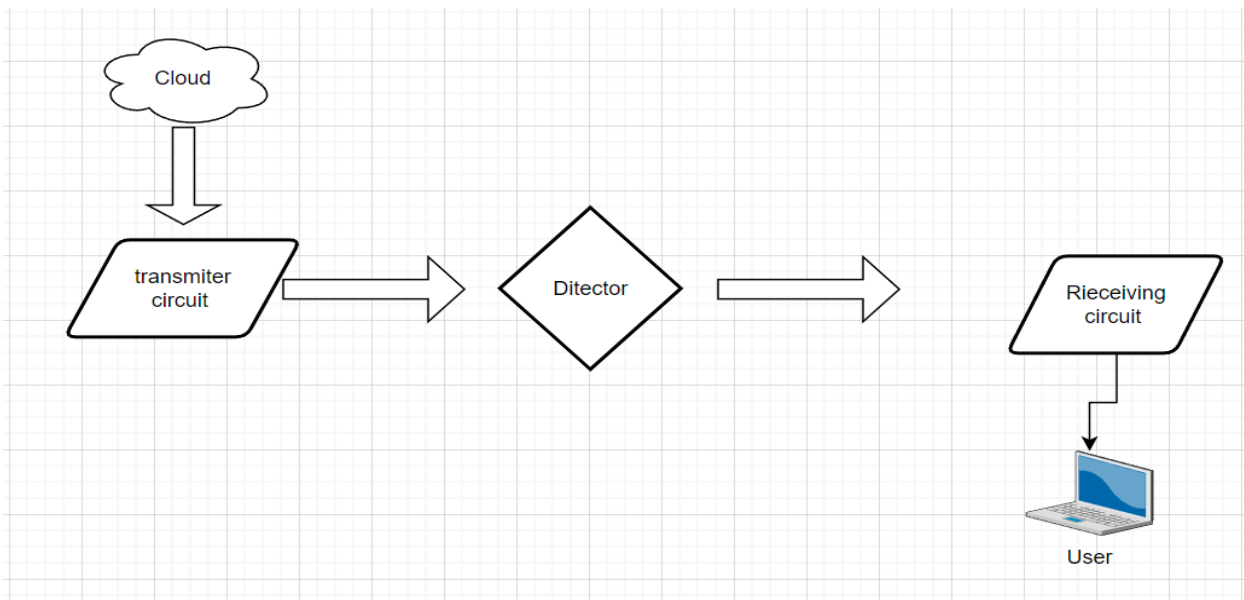 Cloud
transmiter
circuit
Ditector
Rieceiving
circuit
User